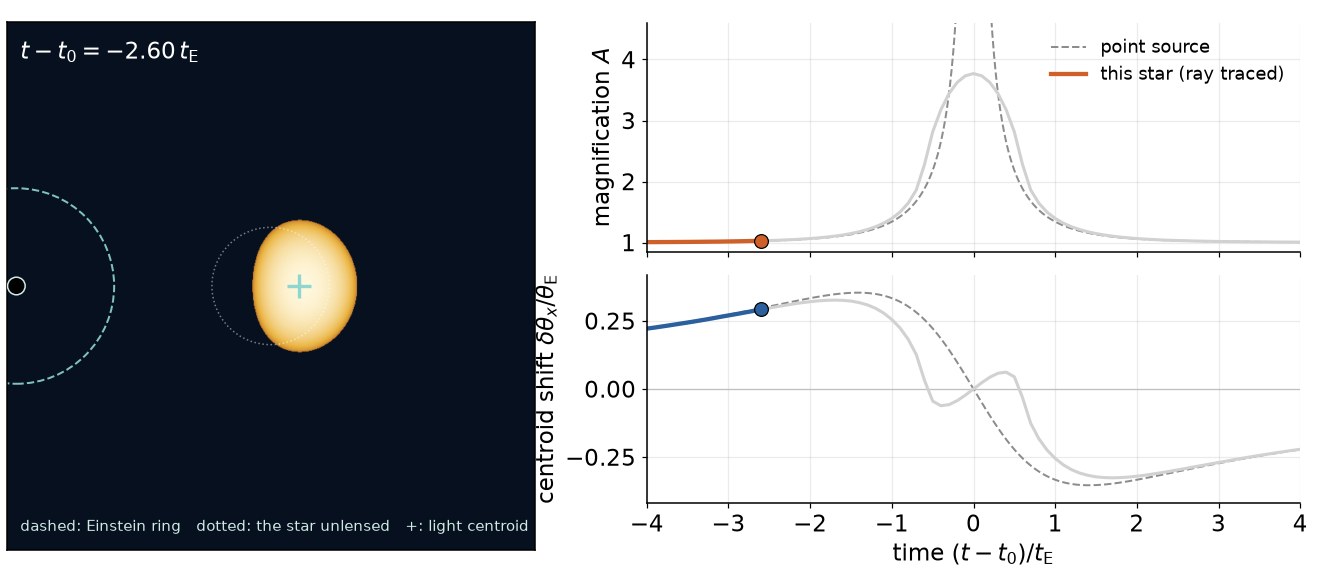 t − t₀ = −2.60 t_E
dashed: Einstein ring dotted: the star unlensed +: light centroid
magnification A
4
3
2
1
point source
this star (ray traced)
centroid shift δθₓ/θ_E
0.25
0.00
−0.25
−4 −3 −2 −1 0 1 2 3 4
time (t − t₀)/t_E